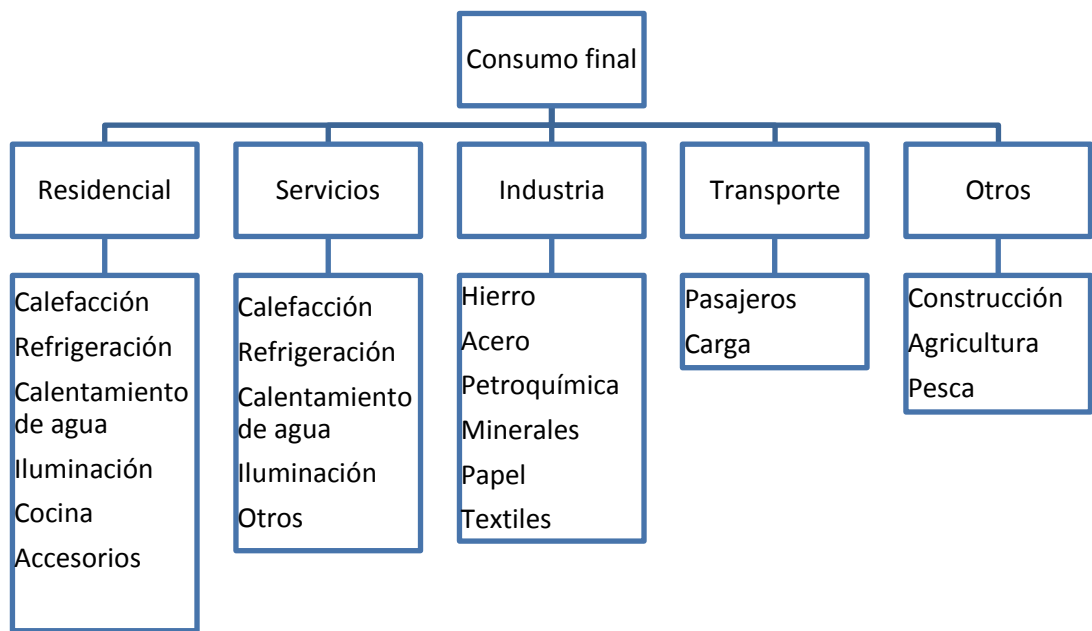 Consumo final
Residencial
Servicios
Industria
Transporte
Otros
Calefacción
Refrigeración
Calentamiento
de agua
Iluminación
Cocina
Accesorios
Calefacción
Refrigeración
Calentamiento
de agua
Iluminación
Otros
Hierro
Acero
Petroquímica
Minerales
Papel
Textiles
Pasajeros
Carga
Construcción
Agricultura
Pesca